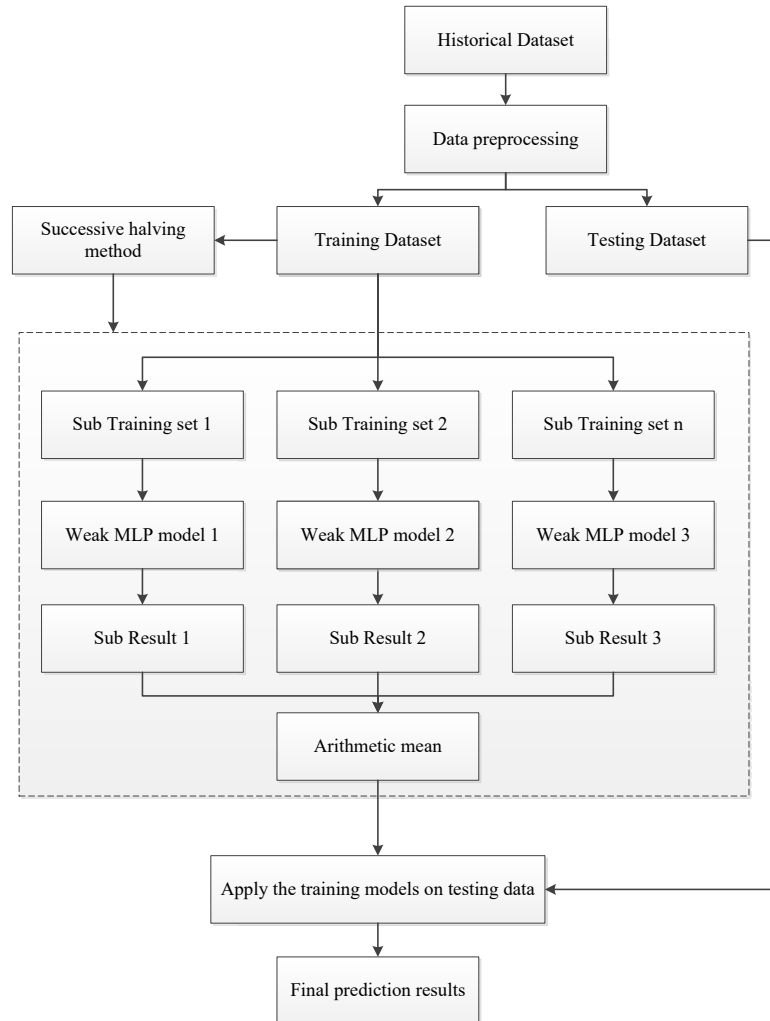 Historical Dataset
Data preprocessing
Successive halving
method
Training Dataset
Testing Dataset
Sub Training set 1
Sub Training set 2
Sub Training set n
Weak MLP model 1
Weak MLP model 2
Weak MLP model 3
Sub Result 1
Sub Result 2
Sub Result 3
Arithmetic mean
Apply the training models on testing data
Final prediction results